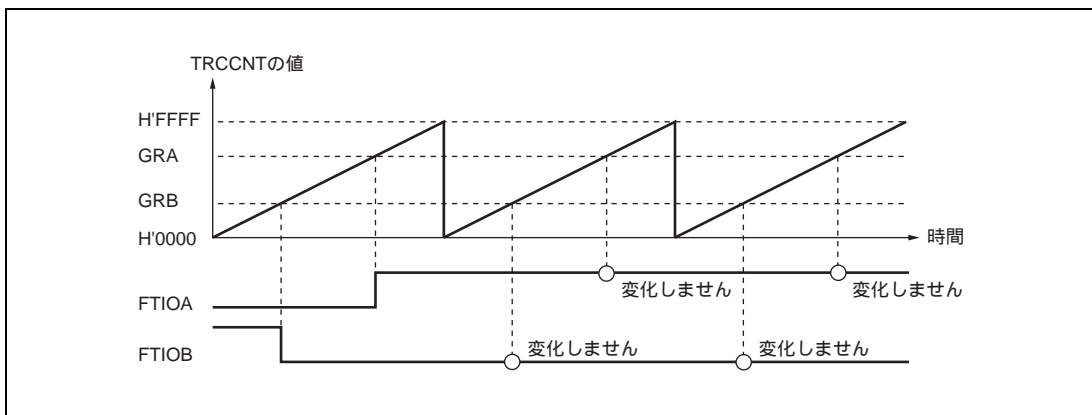 TRCCNTの値
H'FFFF
GRA
GRB
H'0000
時間
FTIOA
変化しません
変化しません
FTIOB
変化しません
変化しません